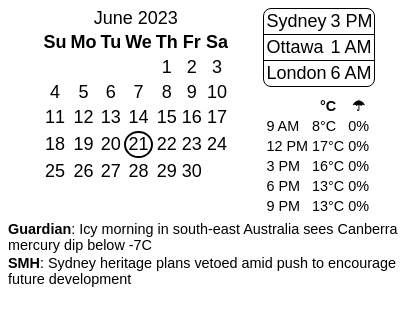 June 2023
Su Mo Tu We Th Fr Sa
1 2 3
4 5 6 7 8 9 10
11 12 13 14 15 16 17
18 19 20 21 22 23 24
25 26 27 28 29 30
Sydney 3 PM
Ottawa 1 AM
London 6 AM
°C ☂
9 AM 8°C 0%
12 PM 17°C 0%
3 PM 16°C 0%
6 PM 13°C 0%
9 PM 13°C 0%
Guardian: Icy morning in south-east Australia sees Canberra
mercury dip below -7C
SMH: Sydney heritage plans vetoed amid push to encourage
future development